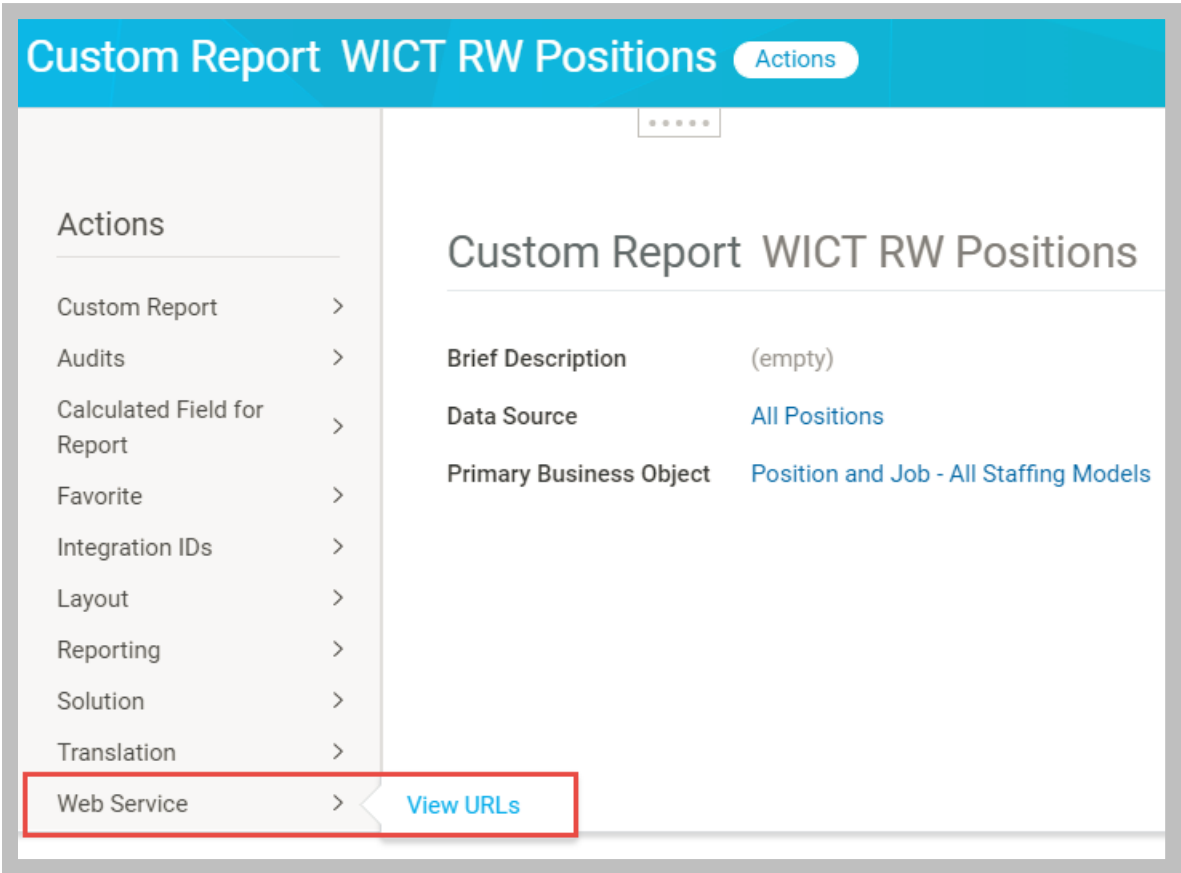 Custom Report WICT RW Positions Actions
Actions
Custom Report
Audits
Calculated Field for
Report
Favorite
Integration IDs
Layout
Reporting
Solution
Translation
Web Service View URLs
Custom Report WICT RW Positions
Brief Description (empty)
Data Source All Positions
Primary Business Object Position and Job - All Staffing Models